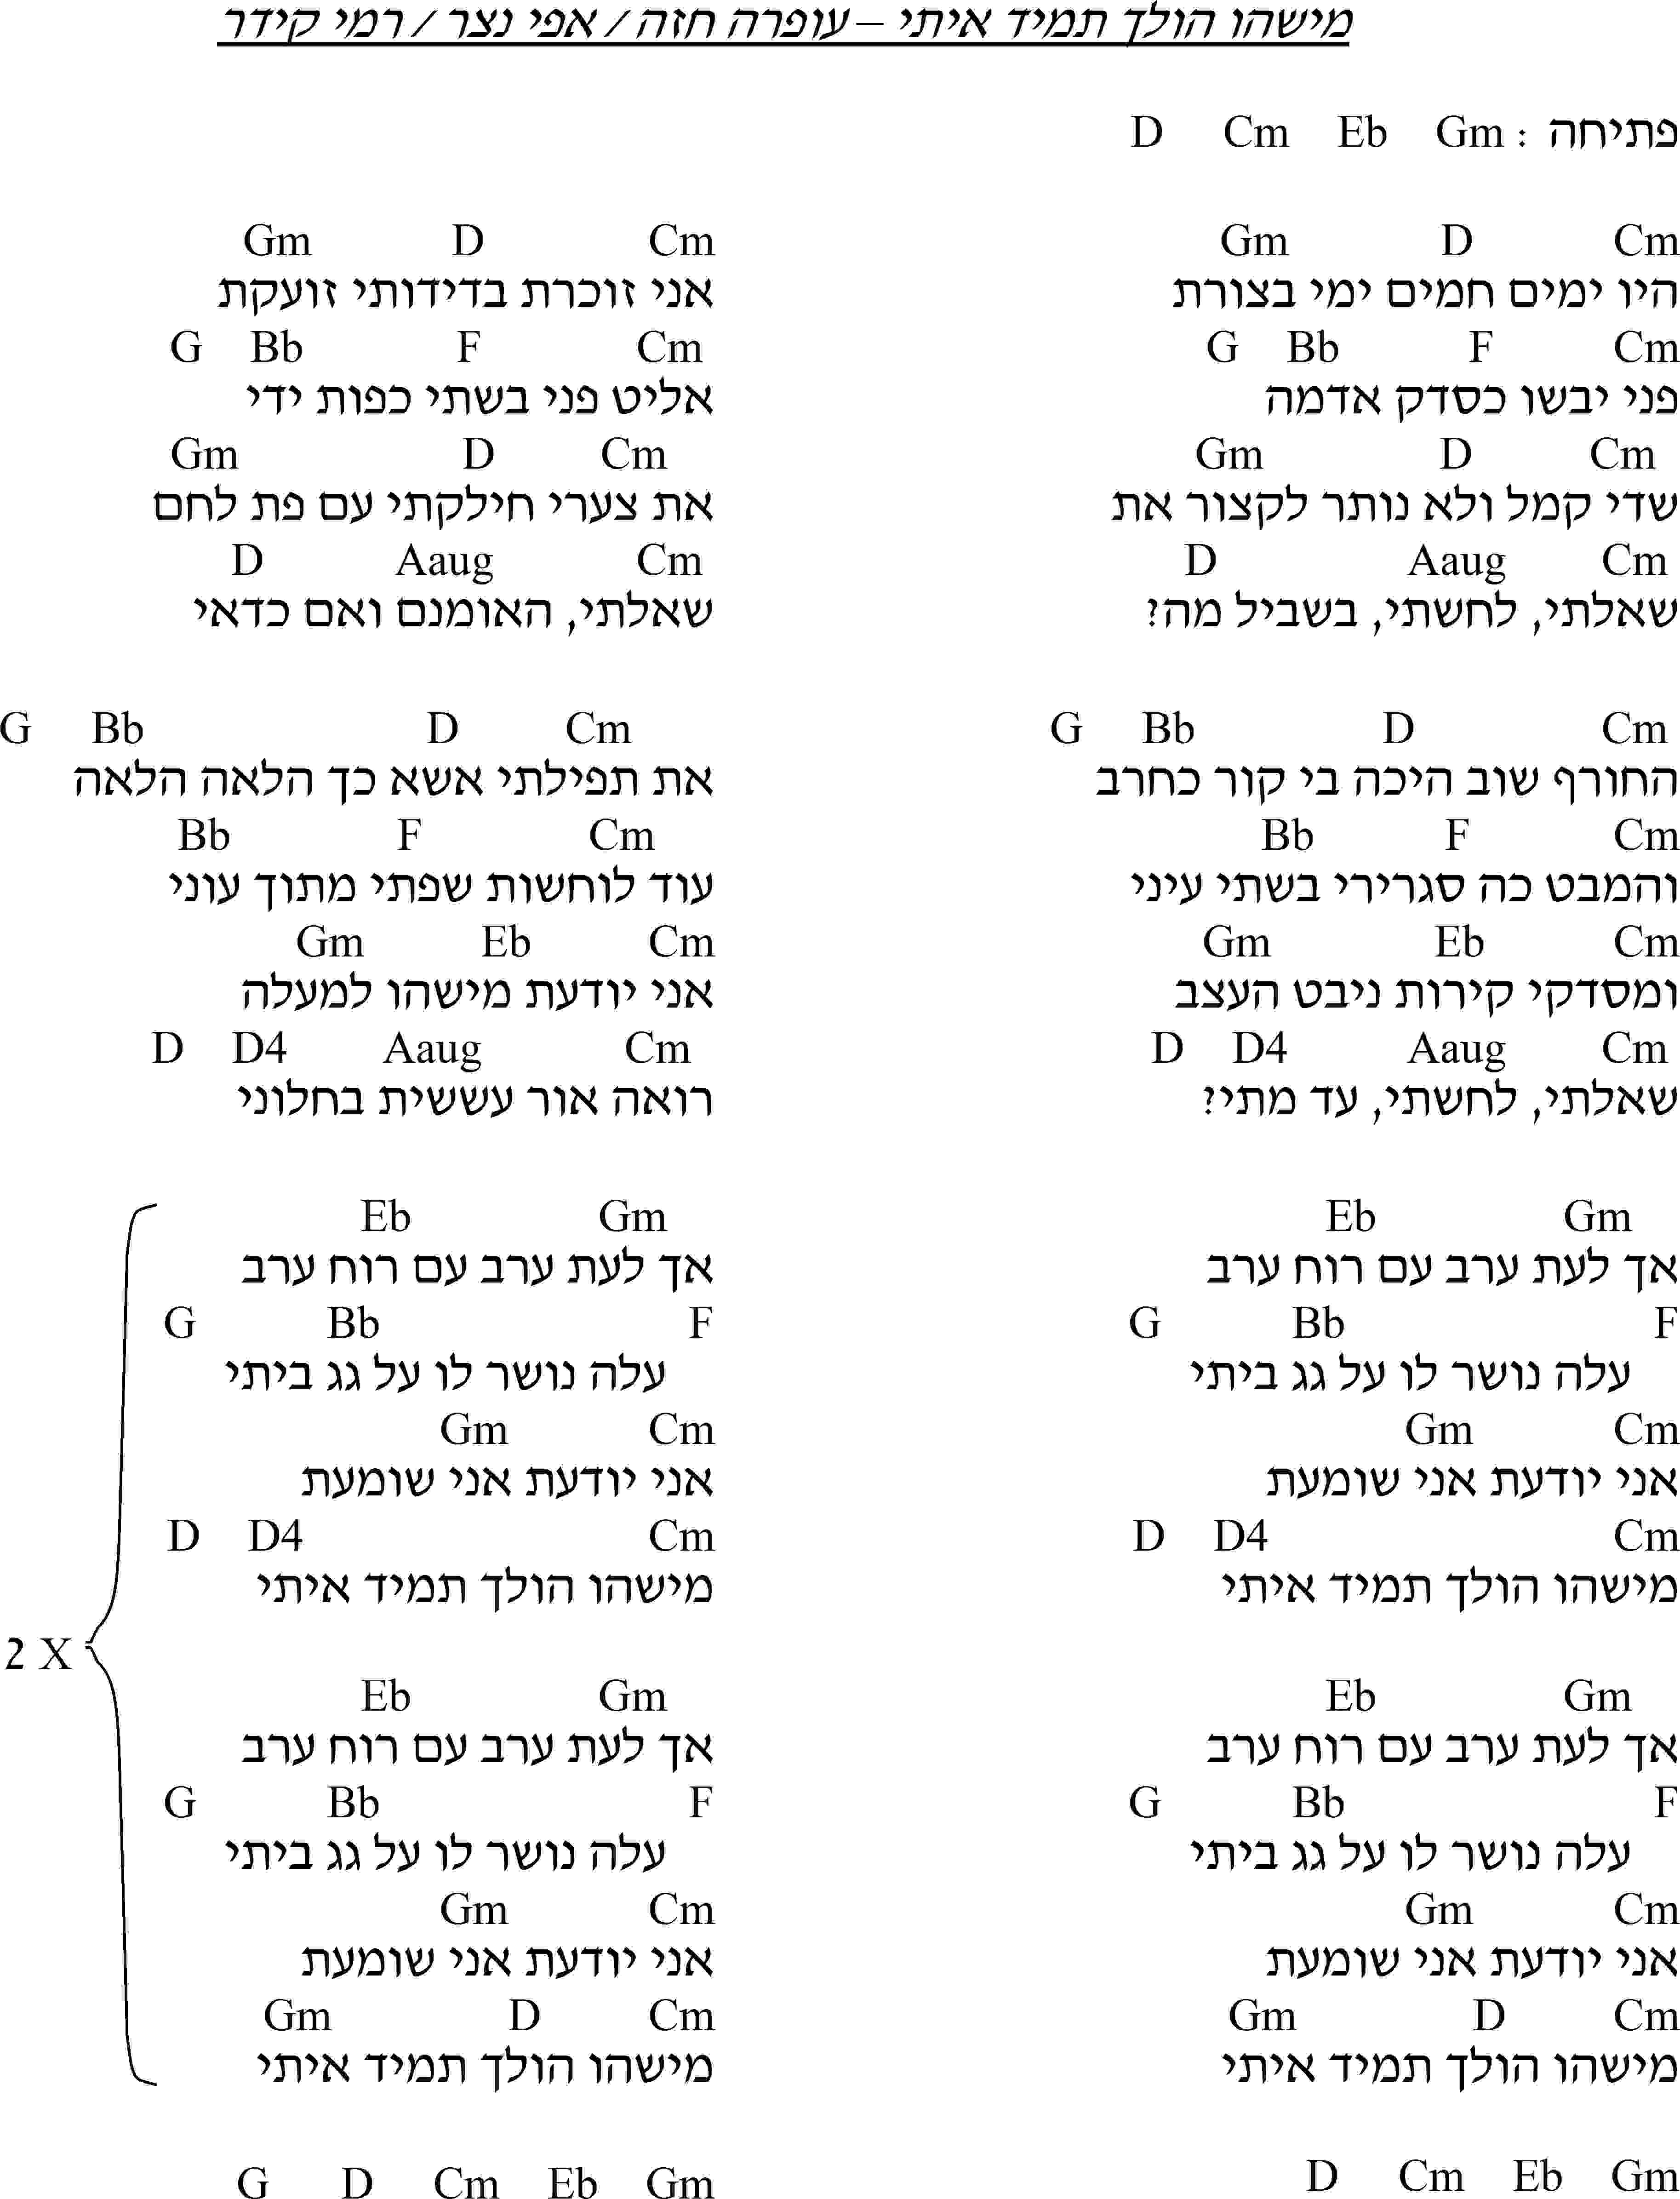 מישהו הולך תמיד איתי – עופרה חזה / אפי נצר / רמי קידר
פתיחה : Gm Eb Cm D
Cm D Gm
היו ימים חמים ימי בצורת
Cm F Bb G
פני יבשו כסדק אדמה
Cm D Gm
שדי קמל ולא נותר לקצור את
Cm Aaug D
שאלתי, לחשתי, בשביל מה?
Cm D Bb G
החורף שוב היכה בי קור כחרב
Cm F Bb
והמבט כה סגרירי בשתי עיני
Cm Eb Gm
ומסדקי קירות ניבט העצב
Cm Aaug D4 D
שאלתי, לחשתי, עד מתי?
Gm Eb
אך לעת ערב עם רוח ערב
F Bb G
עלה נושר לו על גג ביתי
Cm Gm
אני יודעת אני שומעת
Cm D4 D
מישהו הולך תמיד איתי
Gm Eb
אך לעת ערב עם רוח ערב
F Bb G
עלה נושר לו על גג ביתי
Cm Gm
אני יודעת אני שומעת
Cm D Gm
מישהו הולך תמיד איתי
Gm Eb Cm D
Cm D Gm
אני זוכרת בדידותי זועקת
Cm F Bb G
אליט פני בשתי כפות ידי
Cm D Gm
את צערי חילקתי עם פת לחם
Cm Aaug D
שאלתי, האומנם ואם כדאי
Cm D Bb G
את תפילתי אשא כך הלאה הלאה
Cm F Bb
עוד לוחשות שפתי מתוך עוני
Cm Eb Gm
אני יודעת מישהו למעלה
Cm Aaug D4 D
רואה אור עששית בחלוני
Gm Eb
אך לעת ערב עם רוח ערב
F Bb G
עלה נושר לו על גג ביתי
Cm Gm
אני יודעת אני שומעת
Cm D4 D
מישהו הולך תמיד איתי
2 X
Gm Eb
אך לעת ערב עם רוח ערב
F Bb G
עלה נושר לו על גג ביתי
Cm Gm
אני יודעת אני שומעת
Cm D Gm
מישהו הולך תמיד איתי
Gm Eb Cm D G